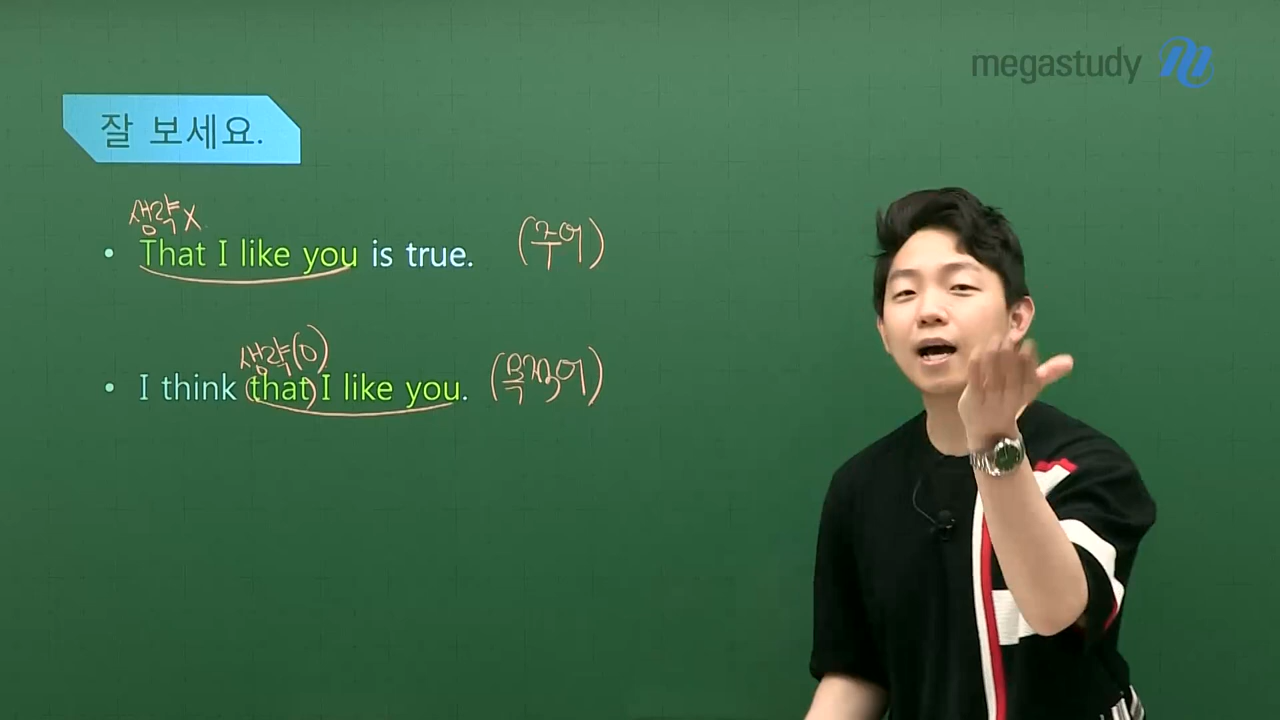 megastudy
잘 보세요.
생략X
• That I like you is true. (주어)
생략(O)
• I think (that) I like you. (목적어)